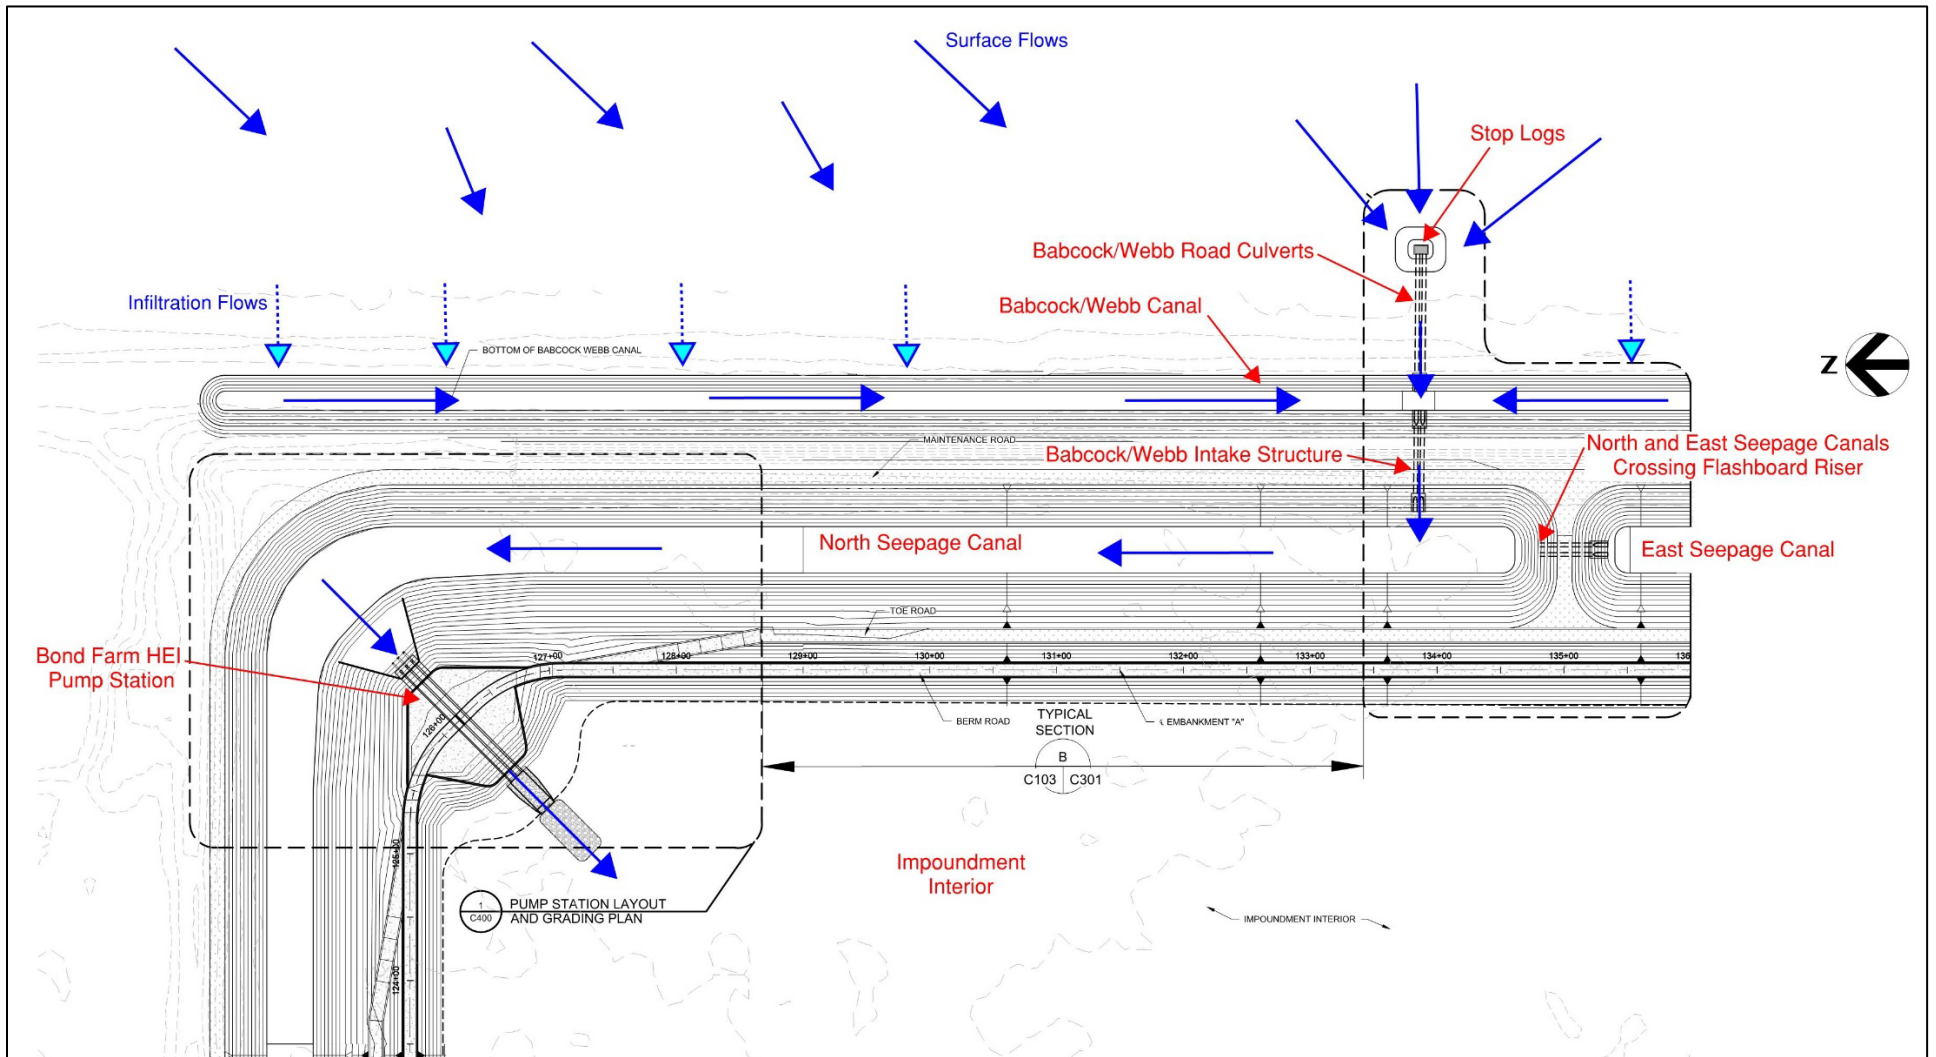 Surface Flows
Stop Logs
Babcock/Webb Road Culverts
Babcock/Webb Canal
Infiltration Flows
BOTTOM OF BABCOCK WEBB CANAL
Z
MAINTENANCE ROAD
Babcock/Webb Intake Structure
North and East Seepage Canals
Crossing Flashboard Riser
North Seepage Canal
East Seepage Canal
TOE ROAD
Bond Farm HEI
Pump Station
127+00
128+00
129+00
130+00
131+00
132+00
133+00
134+00
135+00
136
126+00
BERM ROAD
TYPICAL
SECTION
EMBANKMENT "A"
B
C103
C301
125+00
Impoundment
Interior
1
C400
PUMP STATION LAYOUT
AND GRADING PLAN
IMPOUNDMENT INTERIOR
124+00